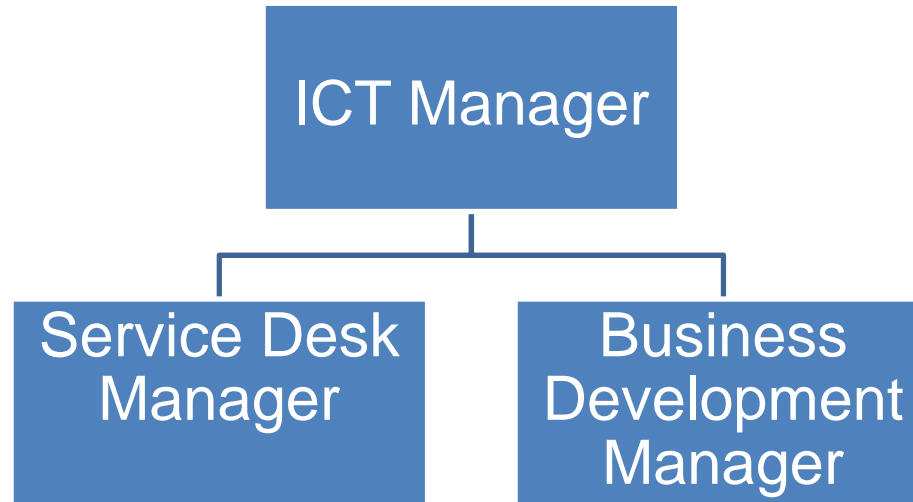 ICT Manager
Service Desk
Manager
Business
Development
Manager